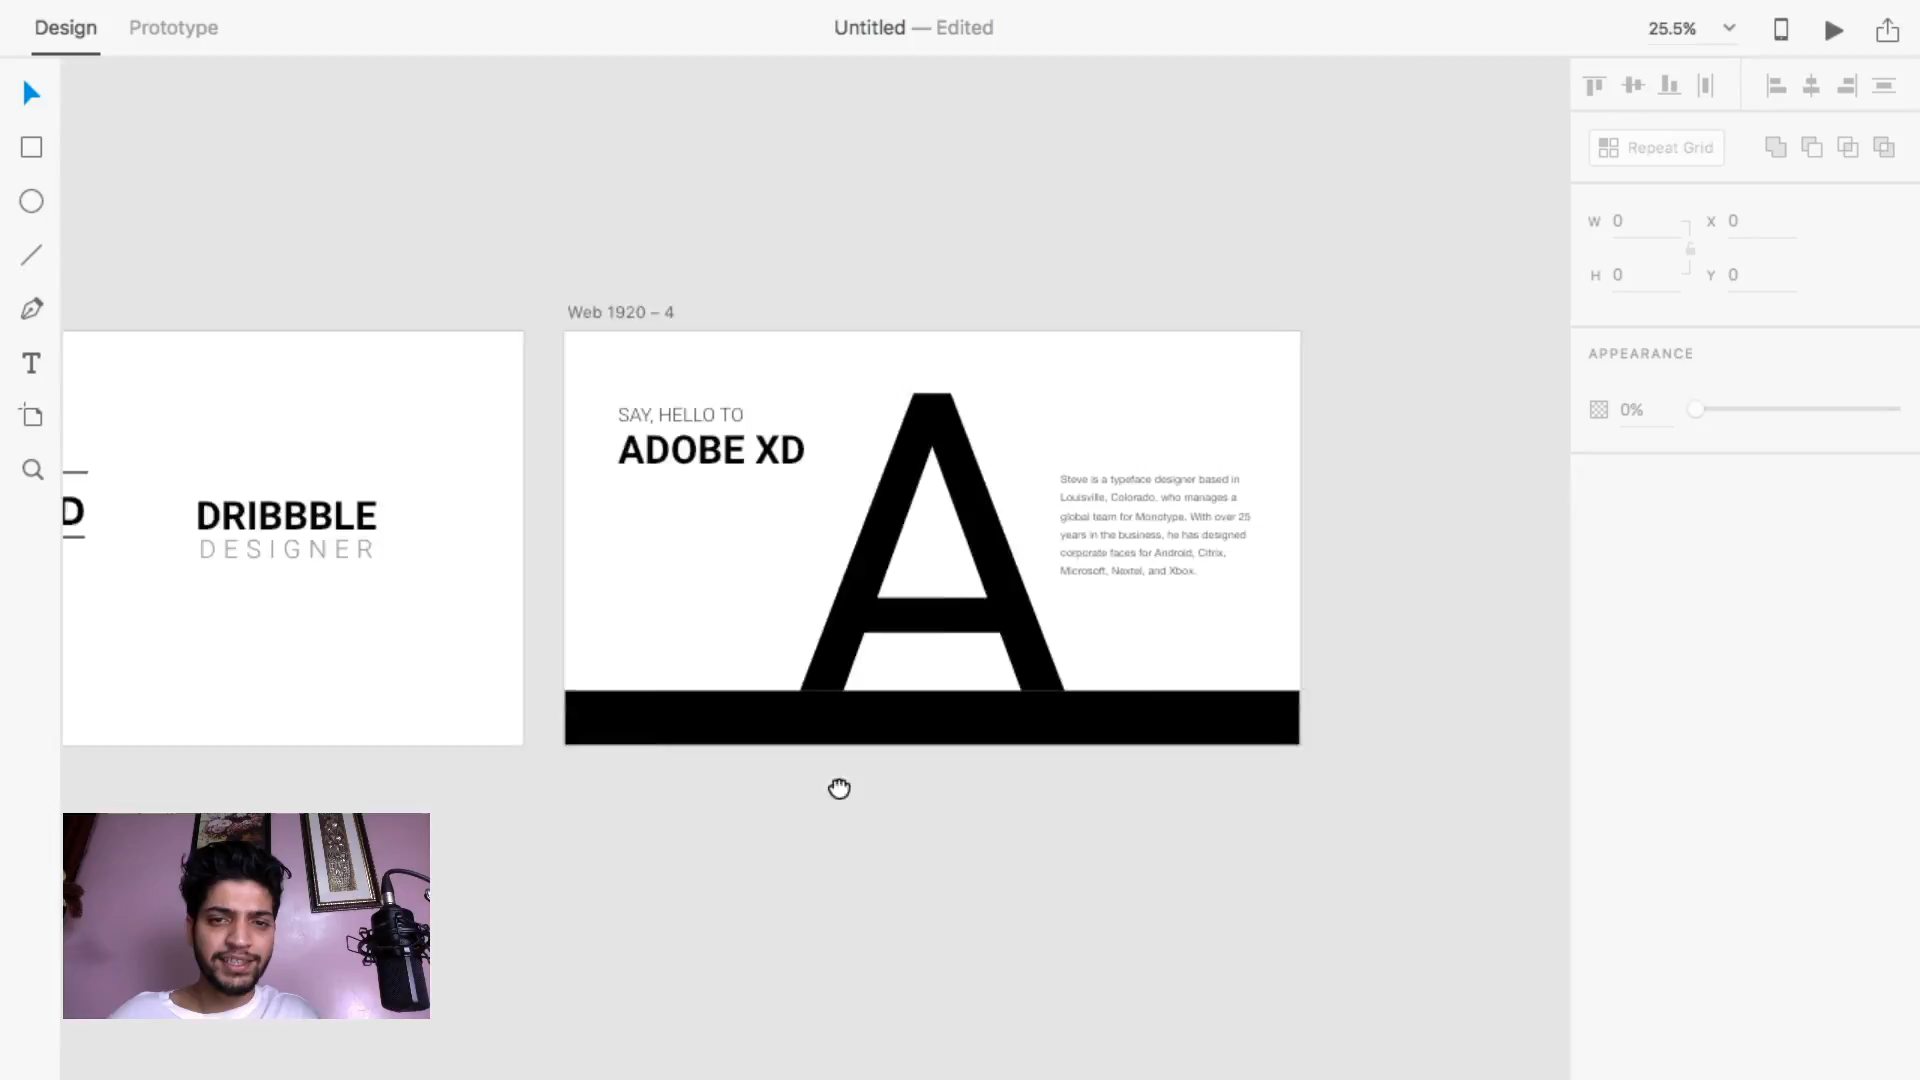 Design
Prototype
Untitled — Edited
25.5%
Repeat Grid
W 0
X 0
H 0
Y 0
APPEARANCE
0%
D
DRIBBBLE
DESIGNER
Web 1920 – 4
SAY, HELLO TO
ADOBE XD
A
Steve is a typeface designer based in
Louisville, Colorado, who manages a
global team for Monotype. With over 25
years in the business, he has designed
corporate faces for Android, Citrix,
Microsoft, Nextel, and Xbox.